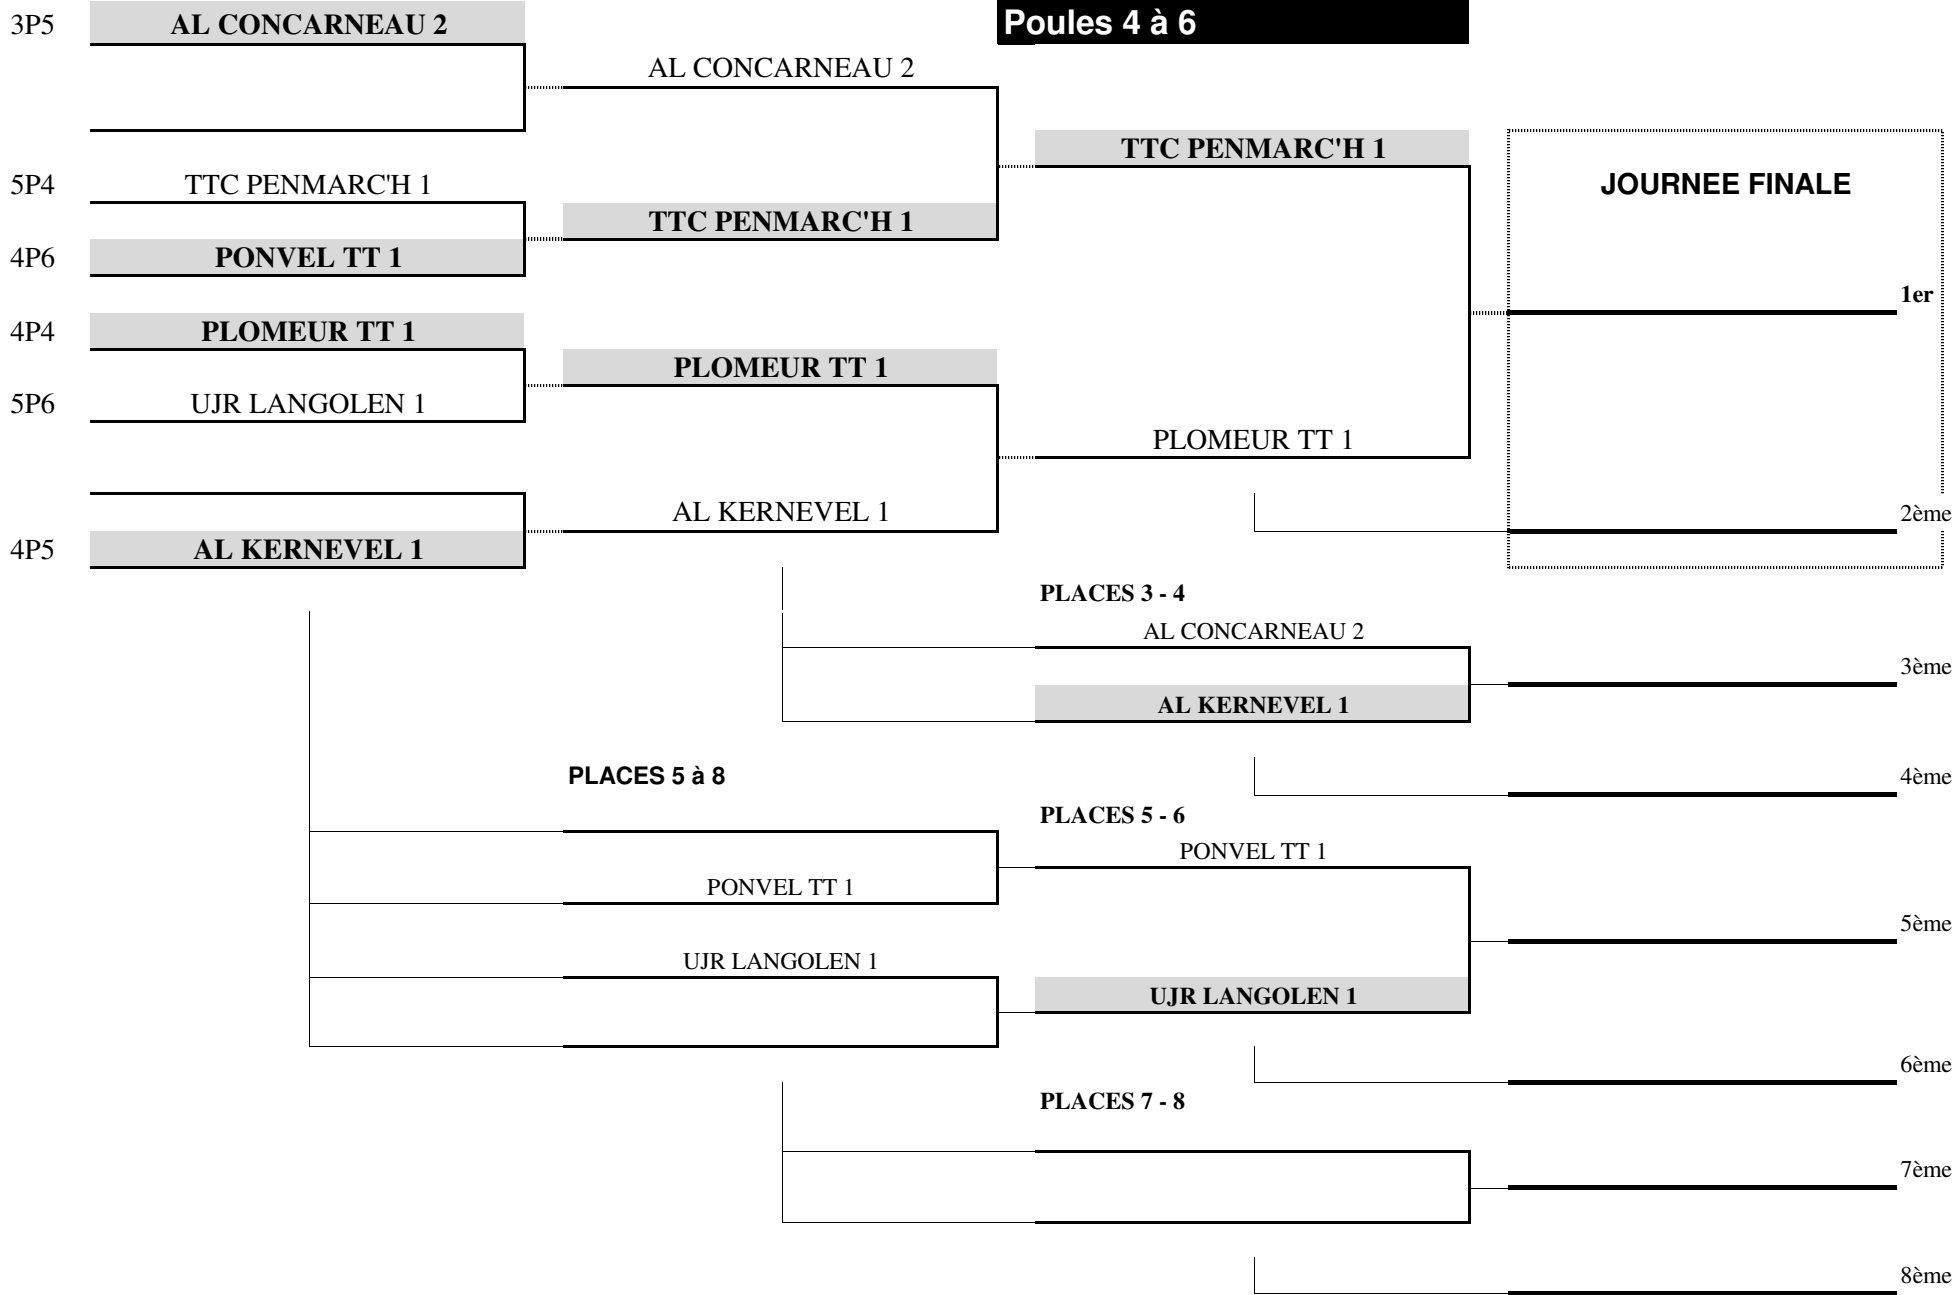 3P5 AL CONCARNEAU 2 Poules 4 à 6
AL CONCARNEAU 2
TTC PENMARC'H 1
5P4 TTC PENMARC'H 1 JOURNEE FINALE
TTC PENMARC'H 1
4P6 PONVEL TT 1
1er
4P4 PLOMEUR TT 1
PLOMEUR TT 1
5P6 UJR LANGOLEN 1
PLOMEUR TT 1
AL KERNEVEL 1 2ème
4P5 AL KERNEVEL 1
PLACES 3 - 4
AL CONCARNEAU 2
3ème
AL KERNEVEL 1
PLACES 5 à 8 4ème
PLACES 5 - 6
PONVEL TT 1
PONVEL TT 1
5ème
UJR LANGOLEN 1
UJR LANGOLEN 1
6ème
PLACES 7 - 8
7ème
8ème